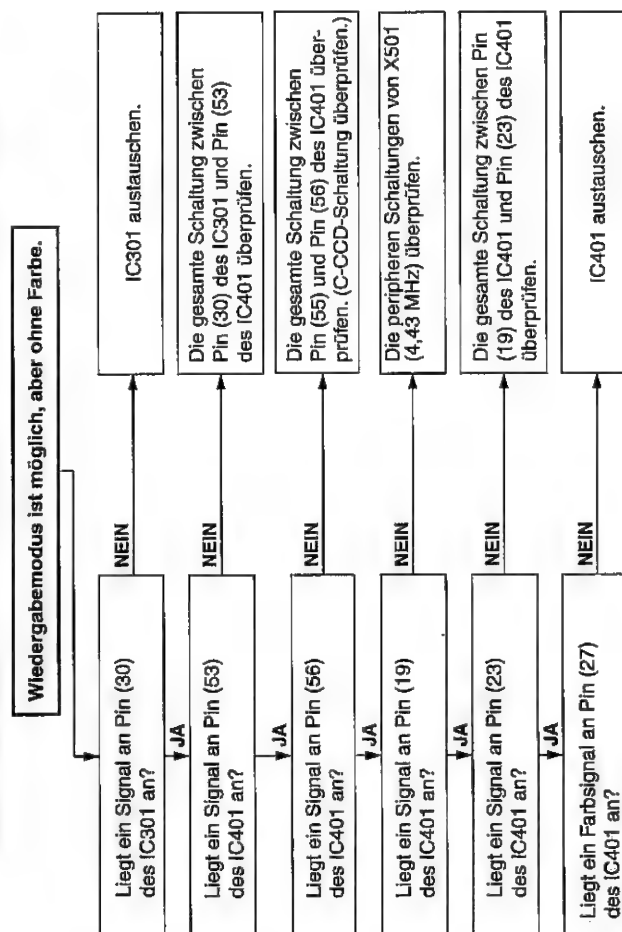 Wiedergabemodus ist möglich, aber ohne Farbe.
Liegt ein Signal an Pin (30)
des IC301 an?
NEIN
IC301 austauschen.
JA
Liegt ein Signal an Pin (53)
des IC401 an?
NEIN
Die gesamte Schaltung zwischen
Pin (30) des IC301 und Pin (53)
des IC401 überprüfen.
JA
Liegt ein Signal an Pin (56)
des IC401 an?
NEIN
Die gesamte Schaltung zwischen
Pin (55) und Pin (56) des IC401 über-
prüfen. (C-CCD-Schaltung überprüfen.)
JA
Liegt ein Signal an Pin (19)
des IC401 an?
NEIN
Die peripheren Schaltungen von X501
(4,43 MHz) überprüfen.
JA
Liegt ein Signal an Pin (23)
des IC401 an?
NEIN
Die gesamte Schaltung zwischen Pin
(19) des IC401 und Pin (23) des IC401
überprüfen.
JA
Liegt ein Farbsignal an Pin (27)
des IC401 an?
NEIN
IC401 austauschen.